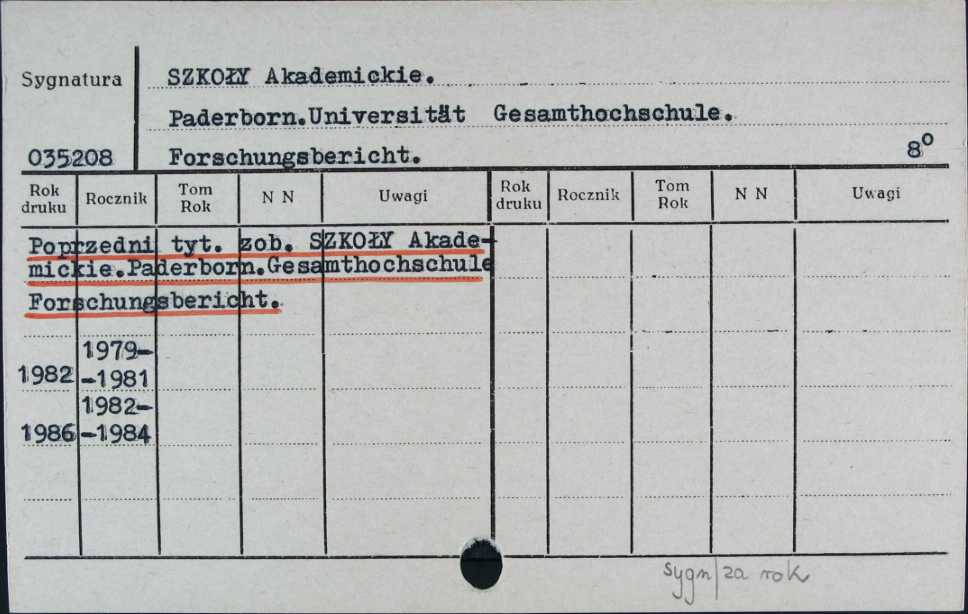 Sygnatura
SZKOŁY Akademickie.
Paderborn.Universität Gesamthochschule.
035208
Forschungsbericht.
8°
Rok druku Rocznik Tom Rok N N Uwagi Rok druku Rocznik Tom Rok N N Uwagi
Poprzedni tyt. zob. SZKOŁY Akade-
mickie.Paderborn.Gesamthochschule
Forschungsbericht.
1979-
1982 -1981
1982-
1986 -1984
sygn/za rok